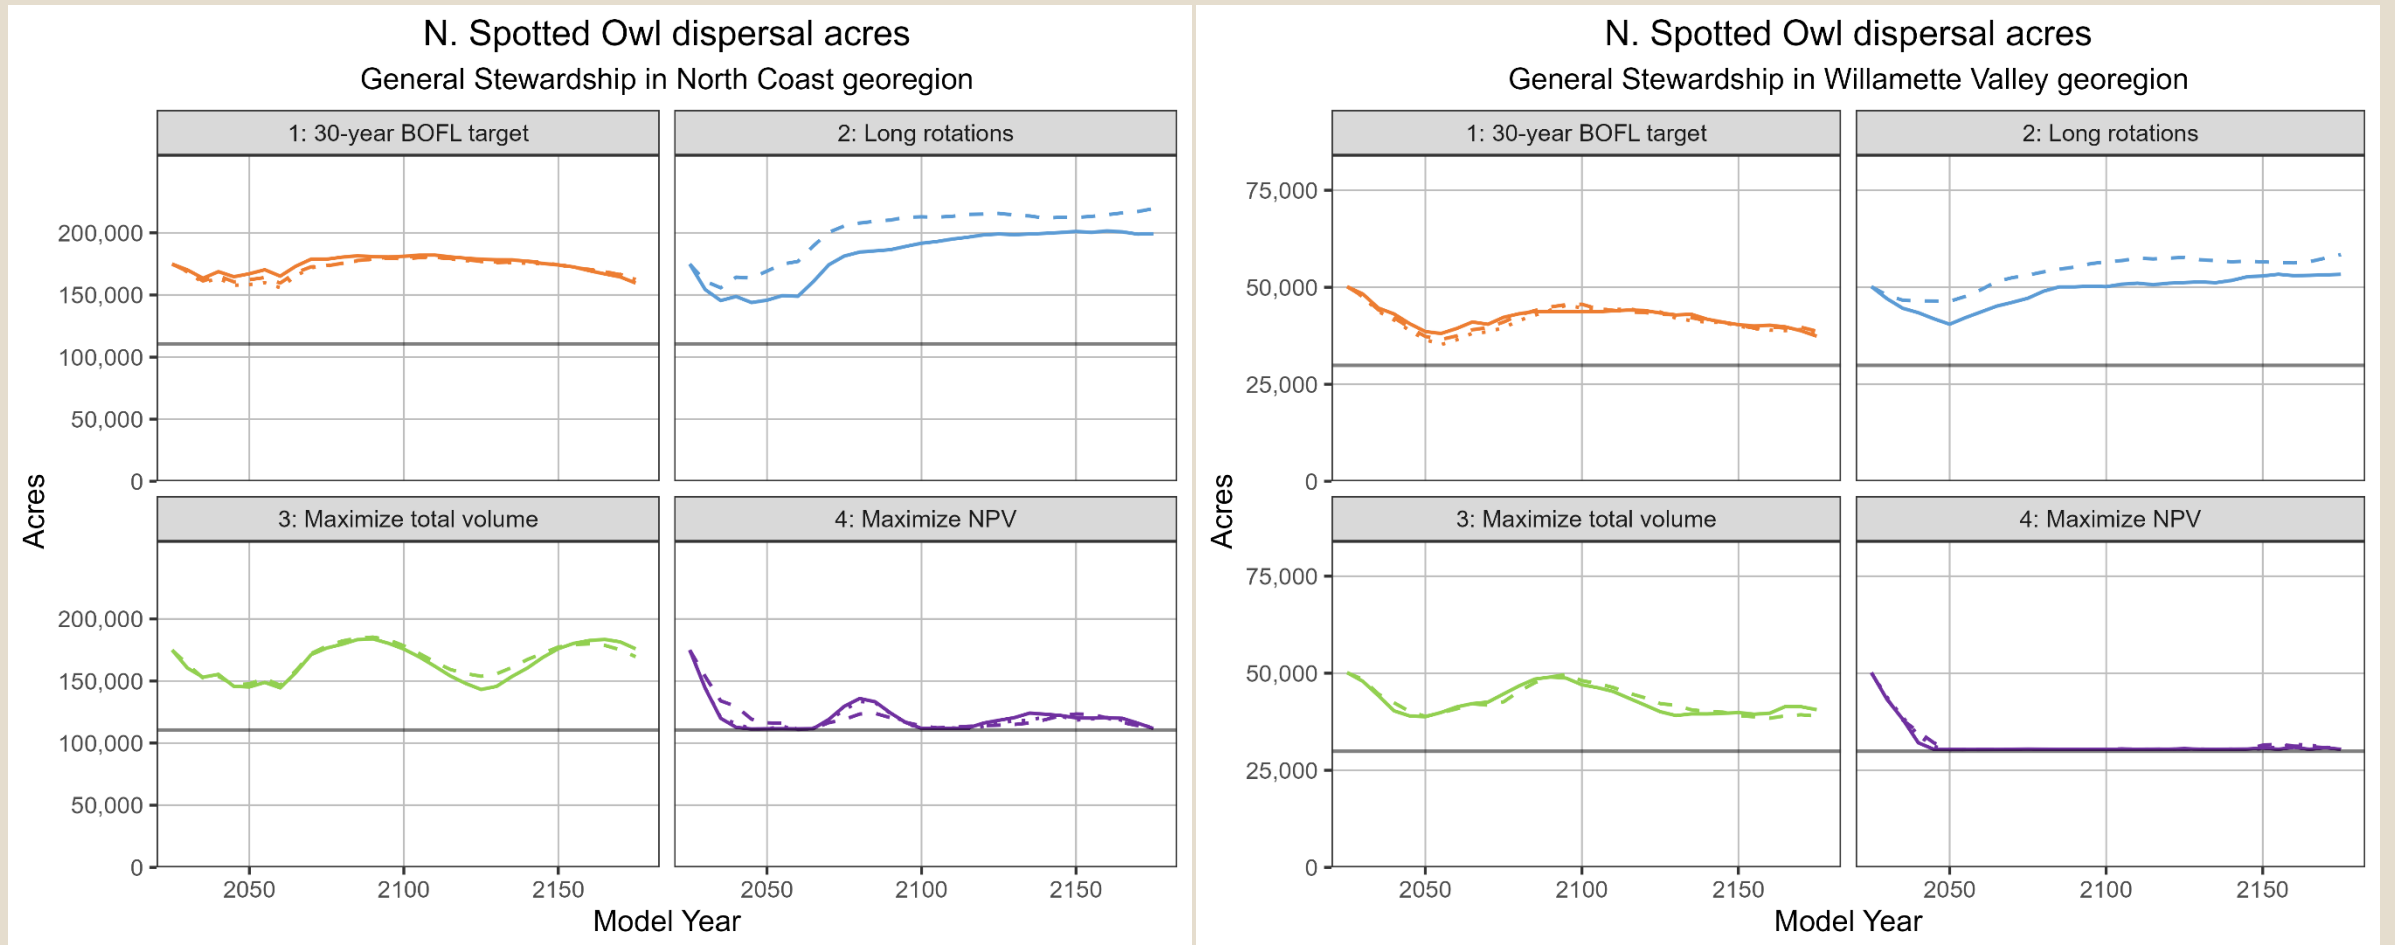 N. Spotted Owl dispersal acres
General Stewardship in North Coast georegion
1: 30-year BOFL target
2: Long rotations
200,000
150,000
100,000
50,000
0
Acres
3: Maximize total volume
4: Maximize NPV
200,000
150,000
100,000
50,000
0
2050 2100 2150
2050 2100 2150
Model Year
N. Spotted Owl dispersal acres
General Stewardship in Willamette Valley georegion
1: 30-year BOFL target
2: Long rotations
75,000
50,000
25,000
0
Acres
3: Maximize total volume
4: Maximize NPV
75,000
50,000
25,000
0
2050 2100 2150
2050 2100 2150
Model Year